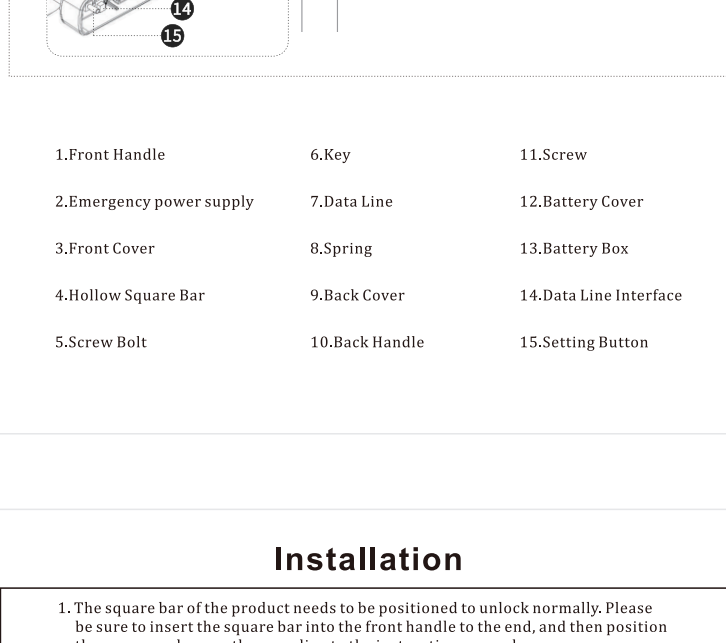 14
15
1.Front Handle
6.Key
11.Screw
2.Emergency power supply
7.Data Line
12.Battery Cover
3.Front Cover
8.Spring
13.Battery Box
4.Hollow Square Bar
9.Back Cover
14.Data Line Interface
5.Screw Bolt
10.Back Handle
15.Setting Button
Installation
1. The square bar of the product needs to be positioned to unlock normally. Please
be sure to insert the square bar into the front handle to the end, and then position